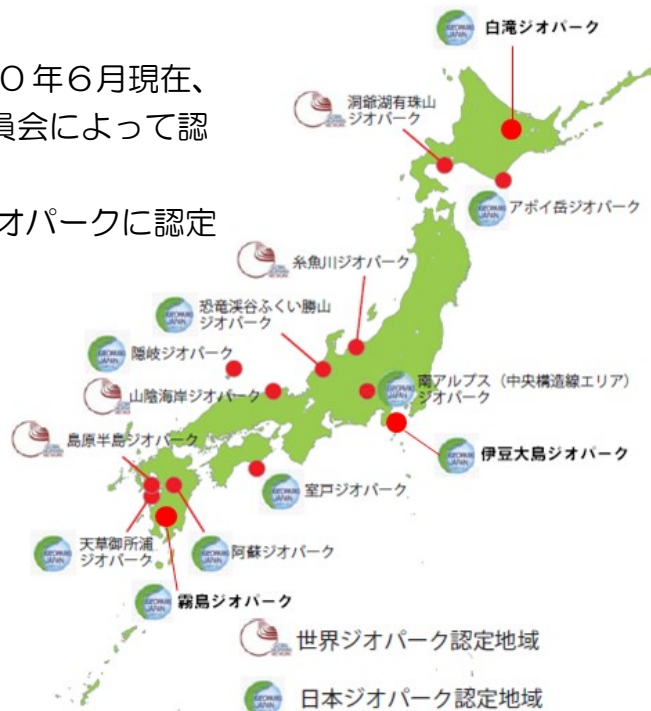 ０年６月現在、
員会によって認
オパークに認定
白滝ジオパーク
洞爺湖有珠山
ジオパーク
アポイ岳ジオパーク
糸魚川ジオパーク
恐竜渓谷ふくい勝山
ジオパーク
隠岐ジオパーク
山陰海岸ジオパーク
南アルプス（中央構造線エリア）
ジオパーク
島原半島ジオパーク
伊豆大島ジオパーク
室戸ジオパーク
天草御所浦
ジオパーク
阿蘇ジオパーク
霧島ジオパーク
世界ジオパーク認定地域
日本ジオパーク認定地域